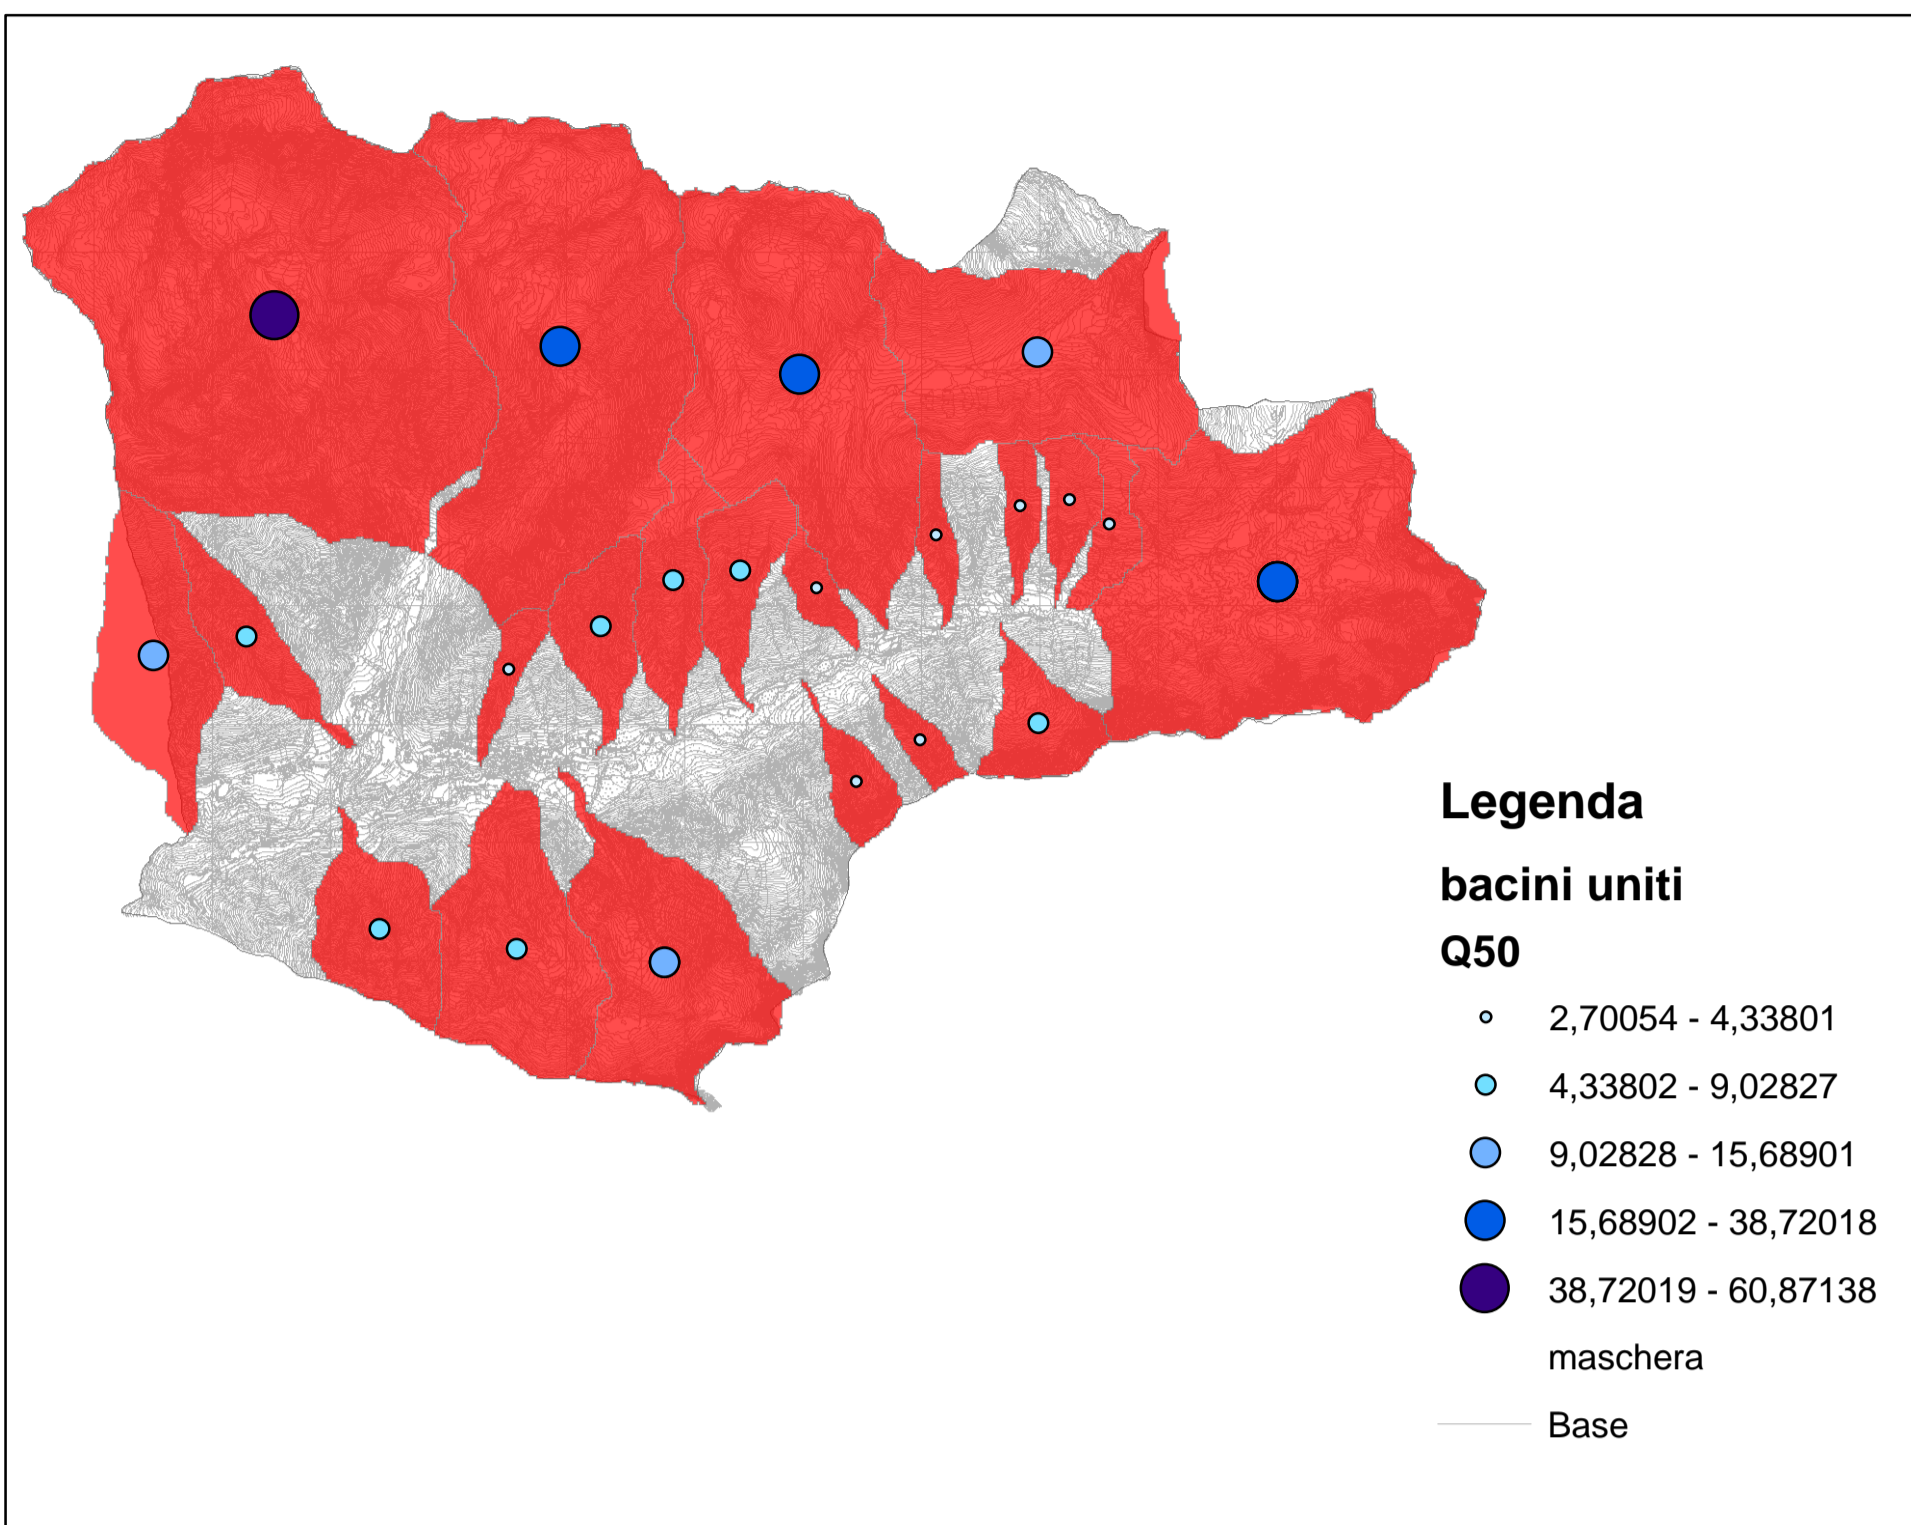 Legenda
bacini uniti
Q50
2,70054 - 4,33801
4,33802 - 9,02827
9,02828 - 15,68901
15,68902 - 38,72018
38,72019 - 60,87138
maschera
Base